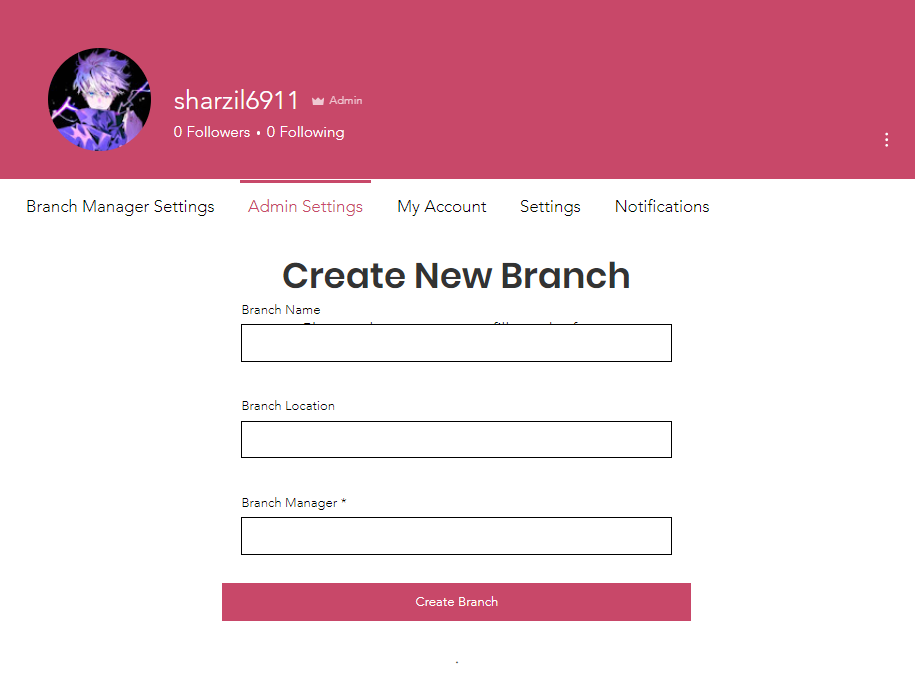 sharzil6911 Admin
0 Followers • 0 Following
Branch Manager Settings Admin Settings My Account Settings Notifications
Create New Branch
Branch Name
Branch Location
Branch Manager *
Create Branch
.